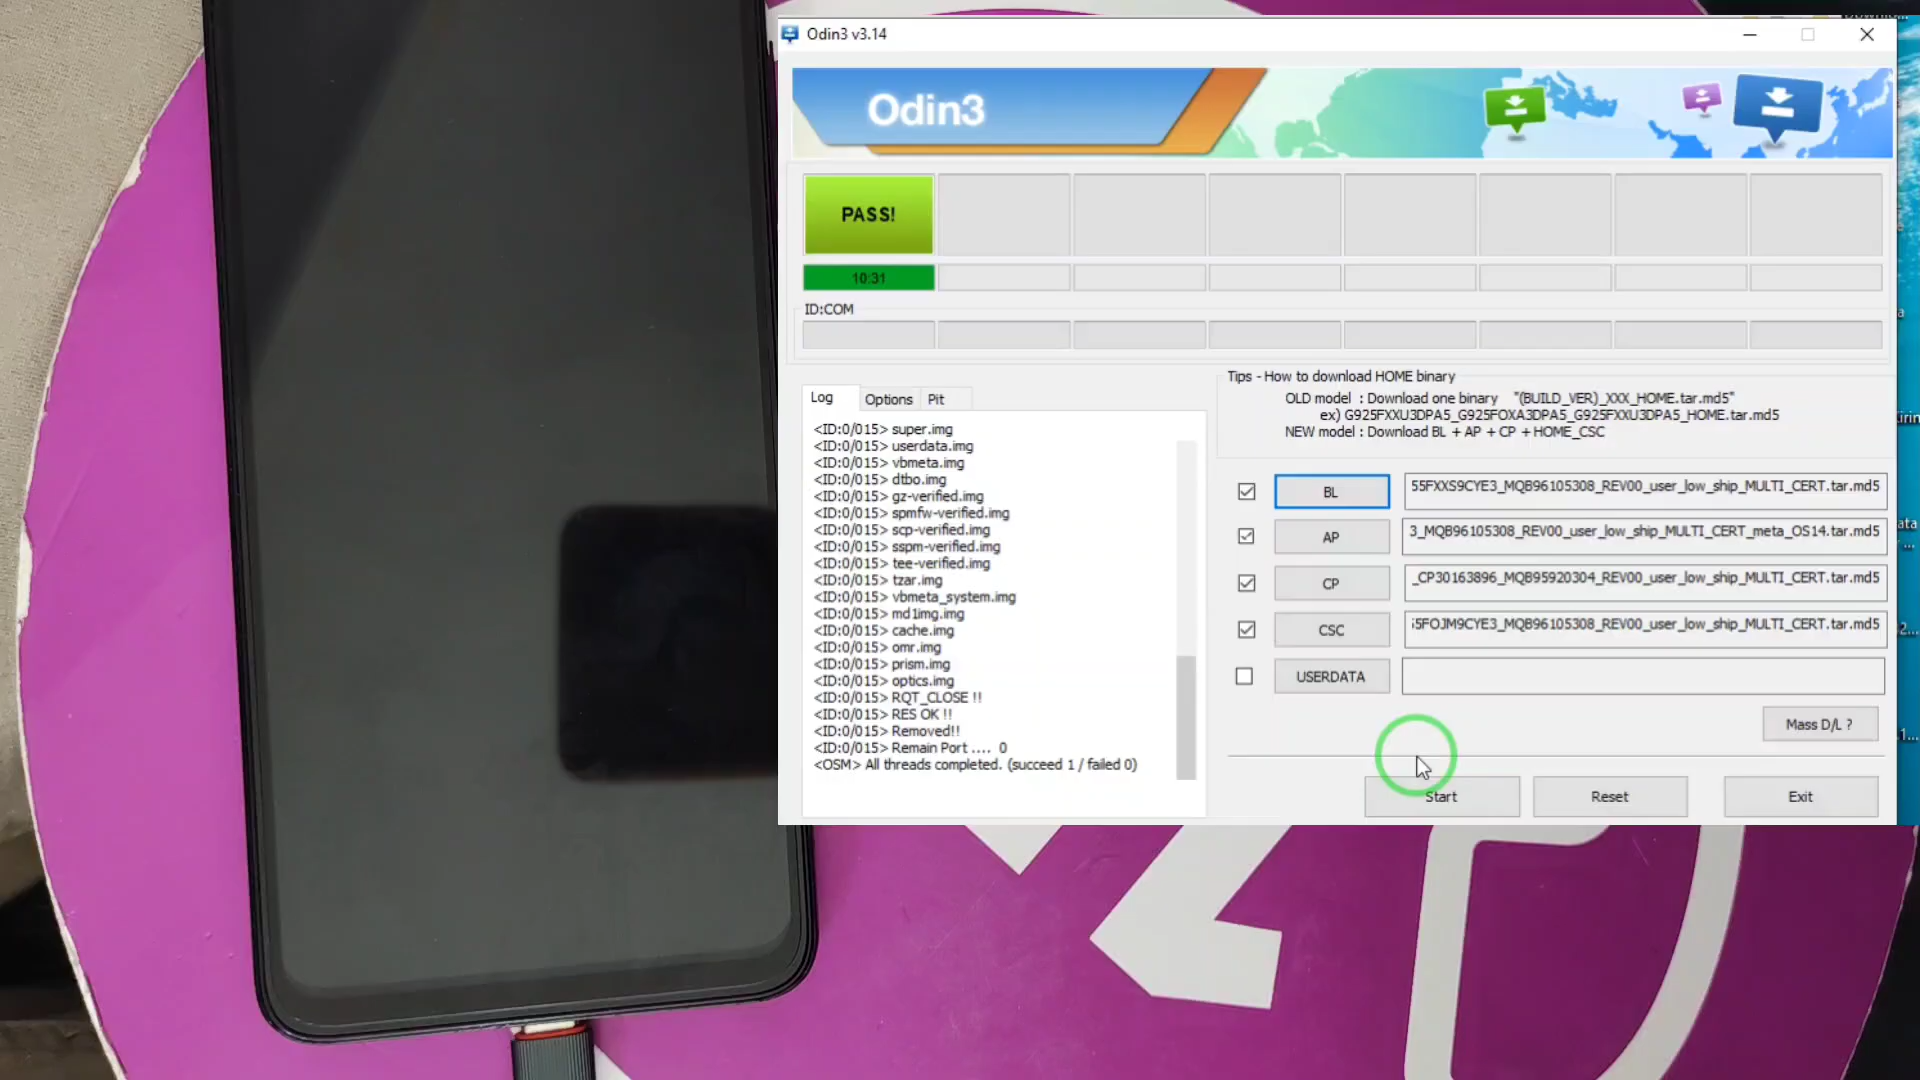 Odin3 v3.14
Odin3
PASS!
10:31
ID:COM
Log
Options
Pit
<ID:0/015> super.img
<ID:0/015> userdata.img
<ID:0/015> vbmeta.img
<ID:0/015> dtbo.img
<ID:0/015> gz-verified.img
<ID:0/015> spmfw-verified.img
<ID:0/015> scp-verified.img
<ID:0/015> sspm-verified.img
<ID:0/015> tee-verified.img
<ID:0/015> tzar.img
<ID:0/015> vbmeta_system.img
<ID:0/015> md1img.img
<ID:0/015> cache.img
<ID:0/015> omr.img
<ID:0/015> prism.img
<ID:0/015> optics.img
<ID:0/015> RQT_CLOSE !!
<ID:0/015> RES OK !!
<ID:0/015> Removed!!
<ID:0/015> Remain Port .... 0
<OSM> All threads completed. (succeed 1 / failed 0)
Tips - How to download HOME binary
OLD model : Download one binary "(BUILD_VER)_XXX_HOME.tar.md5"
ex) G925FXXU3DPA5_G925FOXA3DPA5_G925FXXU3DPA5_HOME.tar.md5
NEW model : Download BL + AP + CP + HOME_CSC
BL 55FXXS9CYE3_MQB96105308_REV00_user_low_ship_MULTI_CERT.tar.md5
AP 3_MQB96105308_REV00_user_low_ship_MULTI_CERT_meta_OS14.tar.md5
CP _CP30163896_MQB95920304_REV00_user_low_ship_MULTI_CERT.tar.md5
CSC 5FOJM9CYE3_MQB96105308_REV00_user_low_ship_MULTI_CERT.tar.md5
USERDATA
Mass D/L ?
Start
Reset
Exit